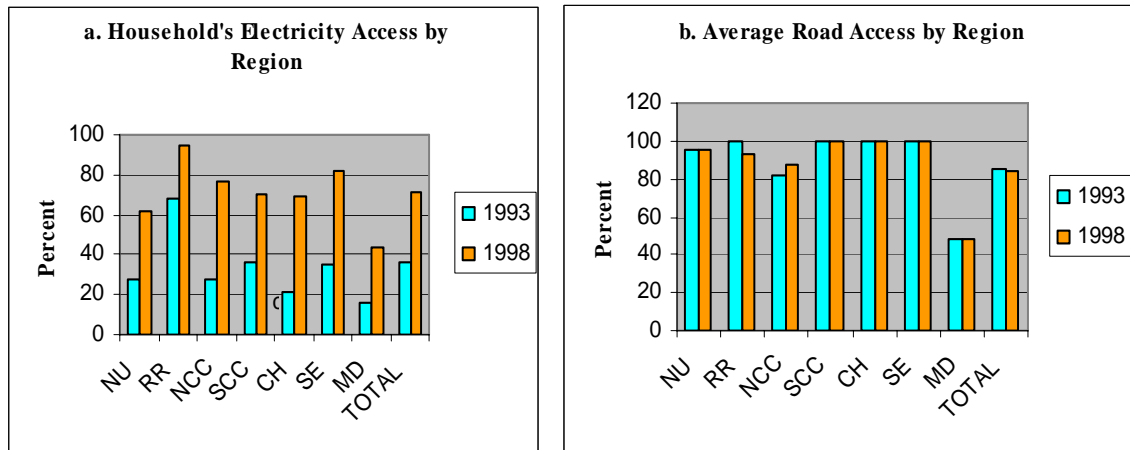 a. Household's Electricity Access by
Region
Percent
100
80
60
40
20
0
NU RR NCC SCC CH SE MD TOTAL
1993
1998
b. Average Road Access by Region
Percent
120
100
80
60
40
20
0
NU RR NCC SCC CH SE MD TOTAL
1993
1998